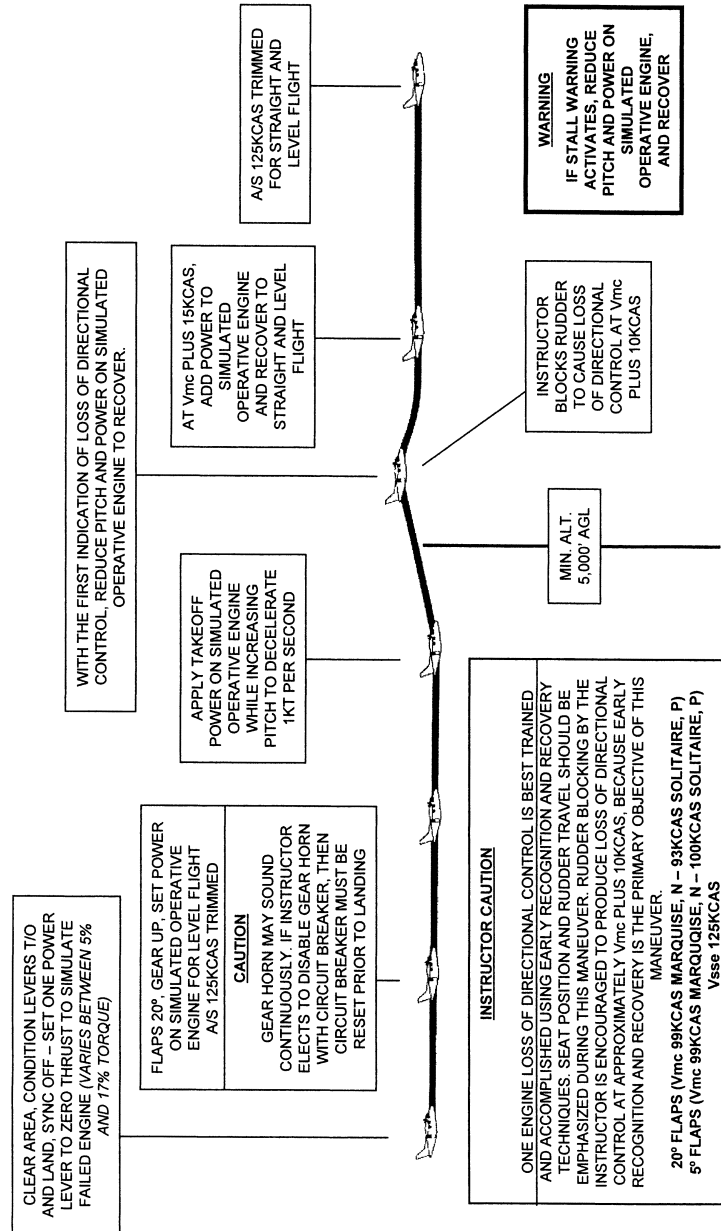 CLEAR AREA, CONDITION LEVERS T/O
AND LAND, SYNC OFF – SET ONE POWER
LEVER TO ZERO THRUST TO SIMULATE
FAILED ENGINE (VARIES BETWEEN 5%
AND 17% TORQUE)
FLAPS 20º, GEAR UP, SET POWER
ON SIMULATED OPERATIVE
ENGINE FOR LEVEL FLIGHT
A/S 125KCAS TRIMMED
CAUTION
GEAR HORN MAY SOUND
CONTINUOUSLY. IF INSTRUCTOR
ELECTS TO DISABLE GEAR HORN
WITH CIRCUIT BREAKER, THEN
CIRCUIT BREAKER MUST BE
RESET PRIOR TO LANDING
APPLY TAKEOFF
POWER ON SIMULATED
OPERATIVE ENGINE
WHILE INCREASING
PITCH TO DECELERATE
1KT PER SECOND
WITH THE FIRST INDICATION OF LOSS OF DIRECTIONAL
CONTROL, REDUCE PITCH AND POWER ON SIMULATED
OPERATIVE ENGINE TO RECOVER.
AT Vmc PLUS 15KCAS,
ADD POWER TO
SIMULATED
OPERATIVE ENGINE
AND RECOVER TO
STRAIGHT AND LEVEL
FLIGHT
A/S 125KCAS TRIMMED
FOR STRAIGHT AND
LEVEL FLIGHT
INSTRUCTOR CAUTION
ONE ENGINE LOSS OF DIRECTIONAL CONTROL IS BEST TRAINED
AND ACCOMPLISHED USING EARLY RECOGNITION AND RECOVERY
TECHNIQUES. SEAT POSITION AND RUDDER TRAVEL SHOULD BE
EMPHASIZED DURING THIS MANEUVER. RUDDER BLOCKING BY THE
INSTRUCTOR IS ENCOURAGED TO PRODUCE LOSS OF DIRECTIONAL
CONTROL AT APPROXIMATELY Vmc PLUS 10KCAS, BECAUSE EARLY
RECOGNITION AND RECOVERY IS THE PRIMARY OBJECTIVE OF THIS
MANEUVER.
20º FLAPS (Vmc 99KCAS MARQUISE, N – 93KCAS SOLITAIRE, P)
5º FLAPS (Vmc 99KCAS MARUQISE, N – 100KCAS SOLITAIRE, P)
Vsse 125KCAS
MIN. ALT.
5,000' AGL
INSTRUCTOR
BLOCKS RUDDER
TO CAUSE LOSS
OF DIRECTIONAL
CONTROL AT Vmc
PLUS 10KCAS
WARNING
IF STALL WARNING
ACTIVATES, REDUCE
PITCH AND POWER ON
SIMULATED
OPERATIVE ENGINE,
AND RECOVER